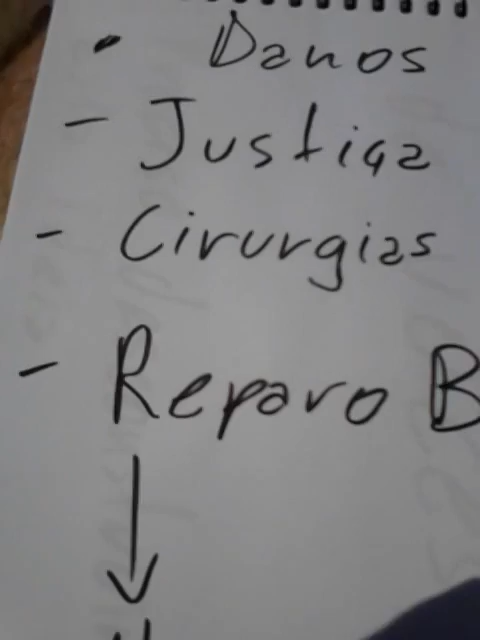 • Danos
- Justiça
- Cirurgias
- Reparo B